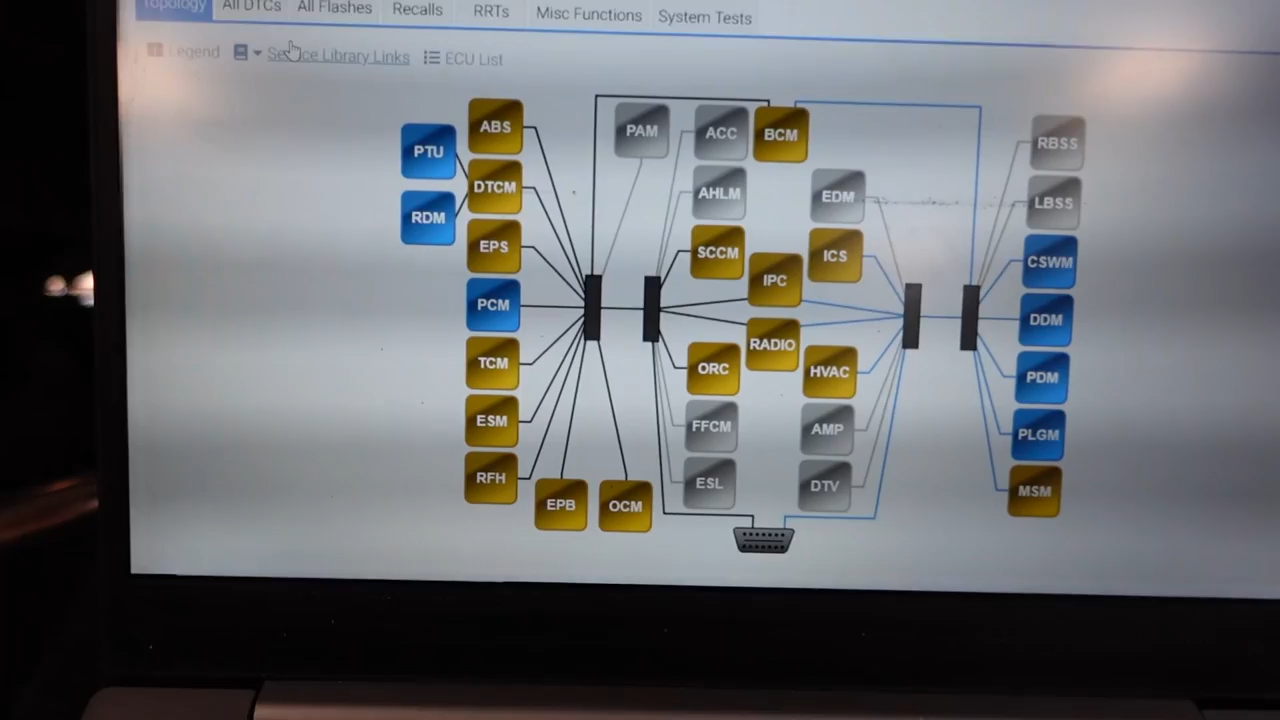 Topology All DTCs All Flashes Recalls RRTs Misc Functions System Tests
Legend Service Library Links ECU List
ABS
PAM
ACC
BCM
RBSS
PTU
DTCM
AHLM
EDM
LBSS
RDM
EPS
SCCM
IPC
ICS
CSWM
PCM
DDM
RADIO
TCM
ORC
HVAC
PDM
ESM
FFCM
AMP
PLGM
RFH
ESL
DTV
MSM
EPB
OCM